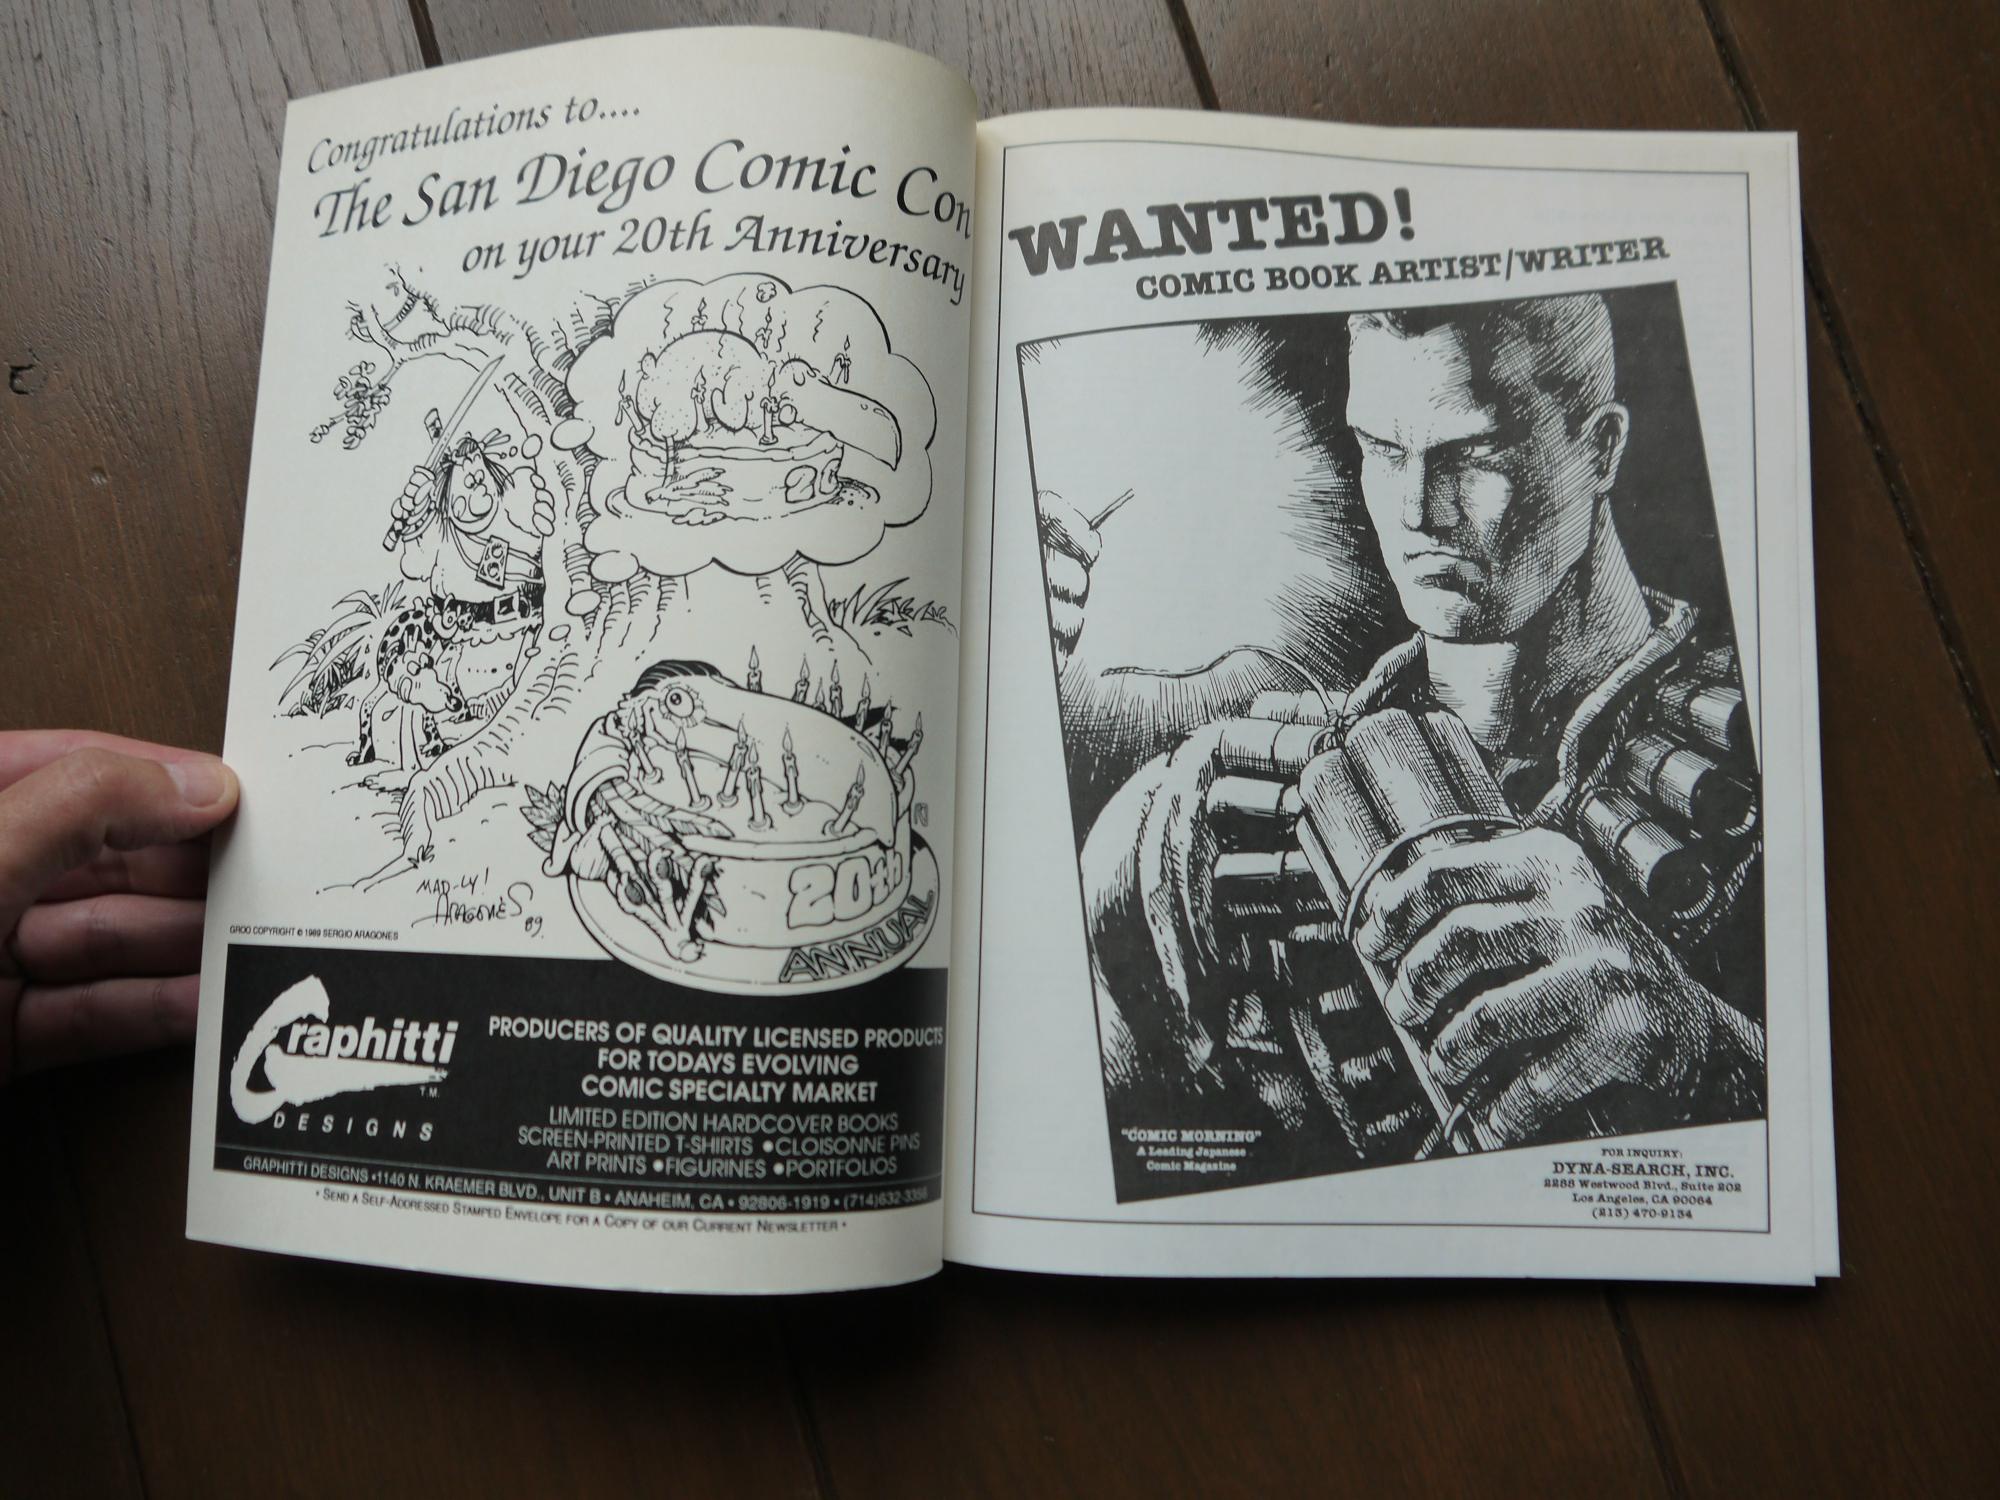 Congratulations to....
The San Diego Comic Con
on your 20th Anniversary
20
MAD-LY!
ARAGONÉS
89.
20th
ANNUAL
GROO COPYRIGHT © 1989 SERGIO ARAGONES
Graphitti
T.M.
DESIGNS
PRODUCERS OF QUALITY LICENSED PRODUCTS
FOR TODAYS EVOLVING
COMIC SPECIALTY MARKET
LIMITED EDITION HARDCOVER BOOKS
SCREEN-PRINTED T-SHIRTS •CLOISONNE PINS
ART PRINTS •FIGURINES •PORTFOLIOS
GRAPHITTI DESIGNS •1140 N. KRAEMER BLVD., UNIT B • ANAHEIM, CA • 92806-1919 • (714)632-3356
• SEND A SELF-ADDRESSED STAMPED ENVELOPE FOR A COPY OF OUR CURRENT NEWSLETTER •
WANTED!
COMIC BOOK ARTIST/WRITER
"COMIC MORNING"
A Leading Japanese
Comic Magazine
FOR INQUIRY:
DYNA-SEARCH, INC.
2288 Westwood Blvd., Suite 202
Los Angeles, CA 90064
(213) 470-9134